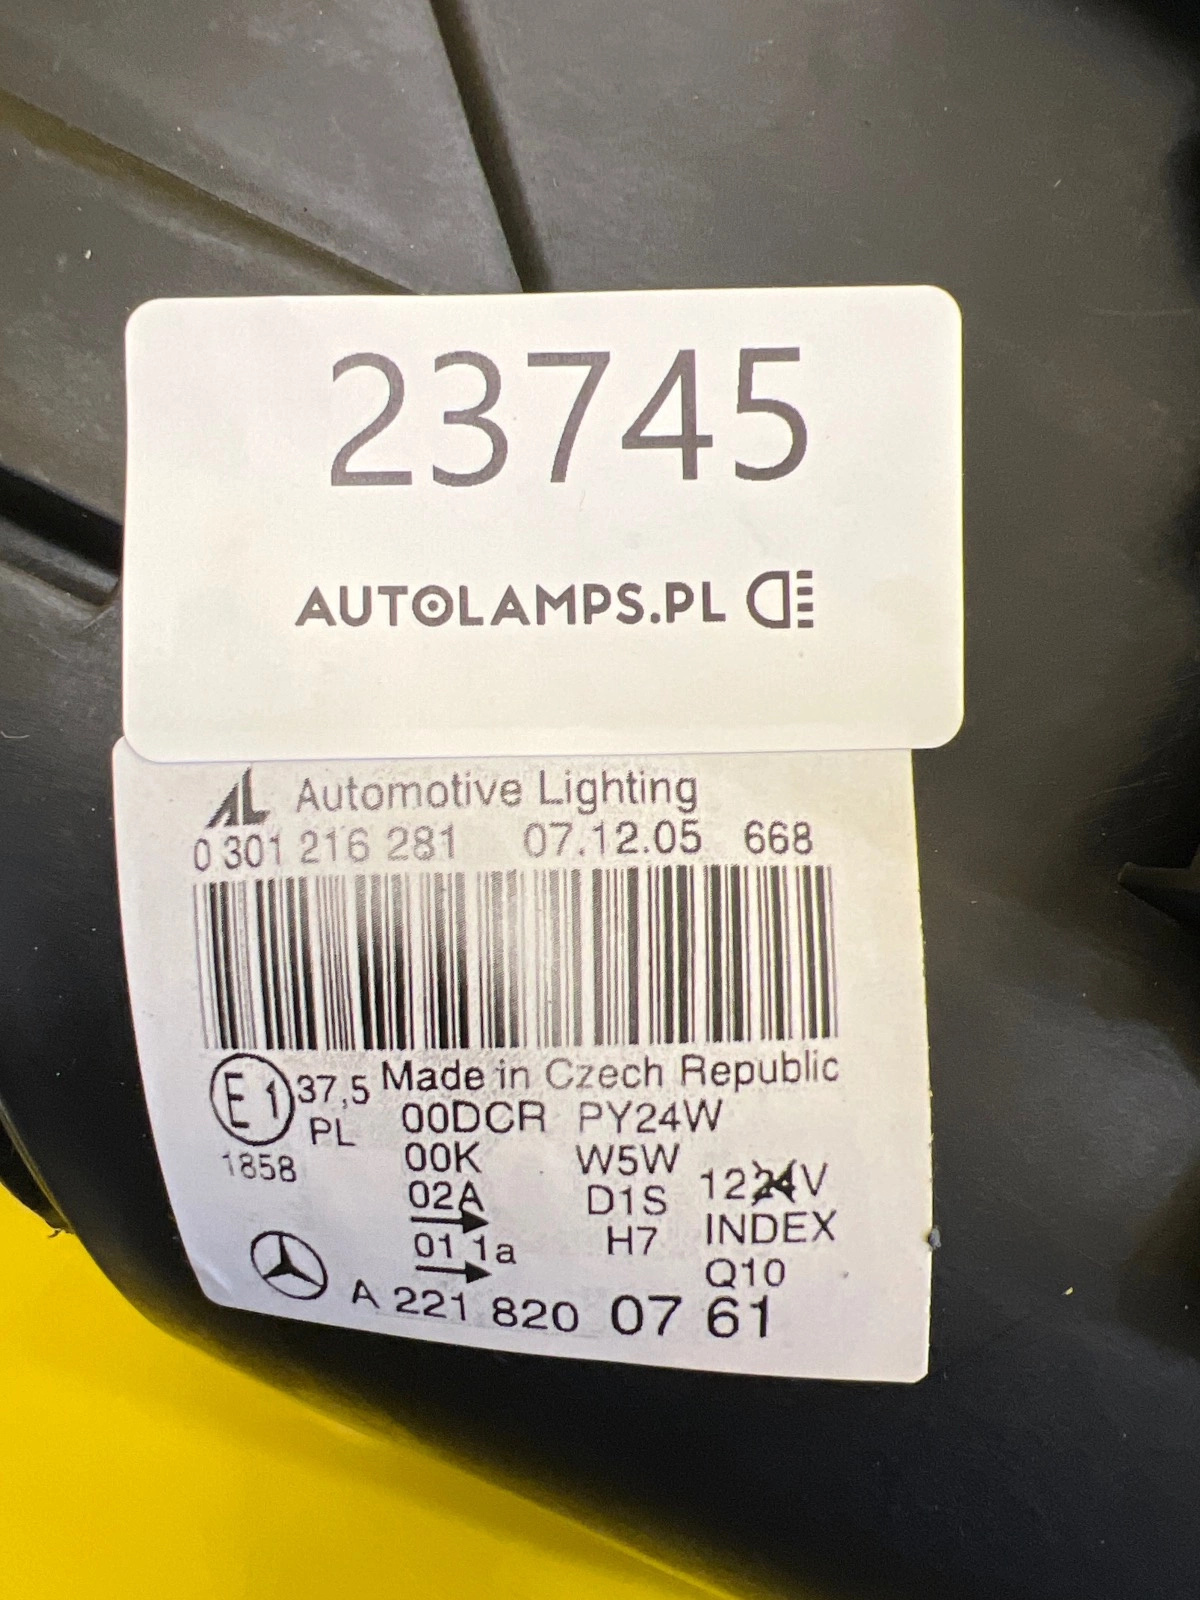 23745
AUTOLAMPS.PL
AL Automotive Lighting
0 301 216 281 07.12.05 668
E1 37,5 Made in Czech Republic
PL 00DCR PY24W
1858 00K W5W
02A D1S 1224V
01 1a H7 INDEX
Q10
A 221 820 07 61